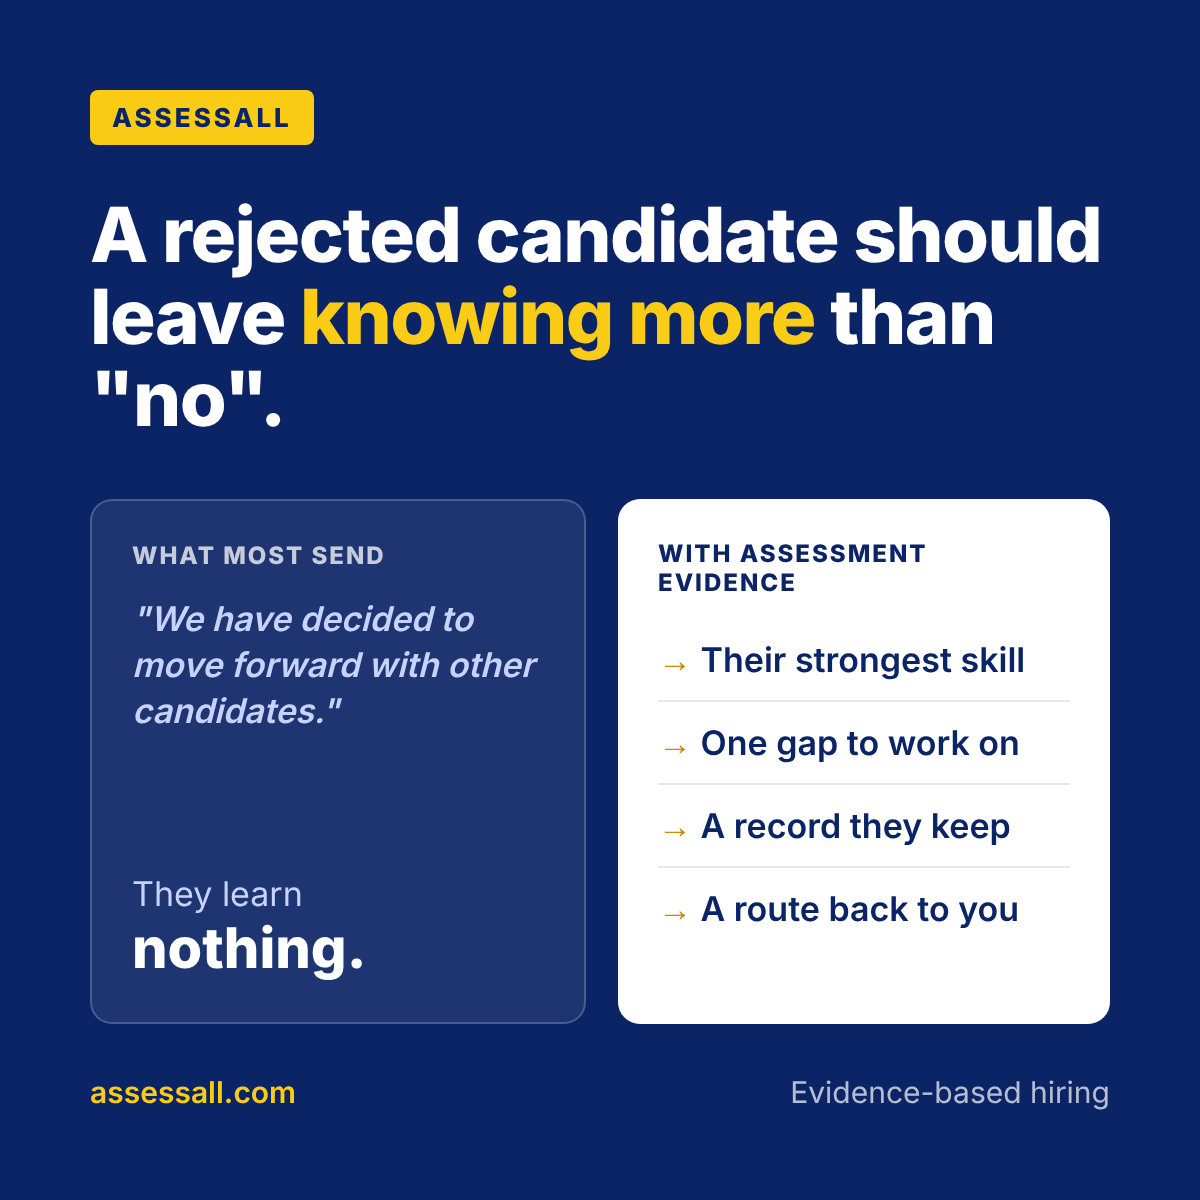 ASSESSALL
A rejected candidate should
leave knowing more than
"no".
WHAT MOST SEND
"We have decided to
move forward with other
candidates."
They learn
nothing.
WITH ASSESSMENT
EVIDENCE
→ Their strongest skill
→ One gap to work on
→ A record they keep
→ A route back to you
assessall.com
Evidence-based hiring